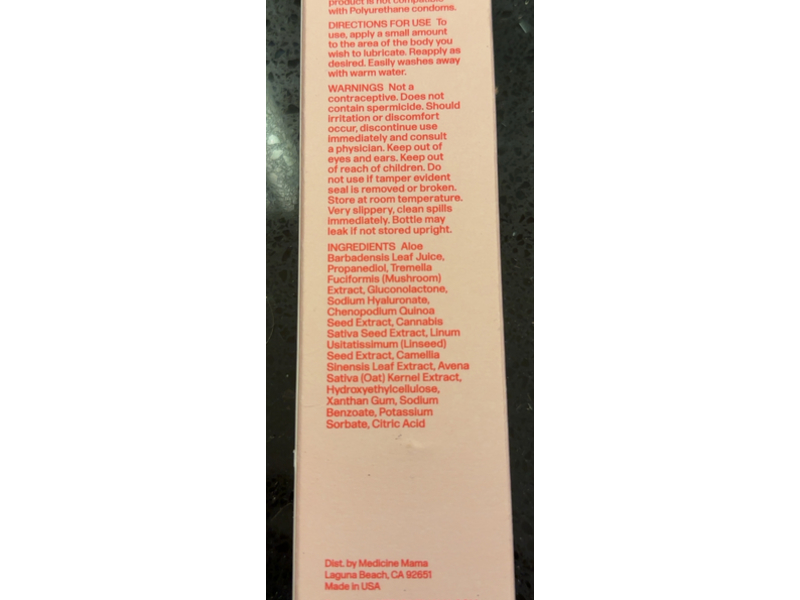 product is not compatible
with Polyurethane condoms.
DIRECTIONS FOR USE To
use, apply a small amount
to the area of the body you
wish to lubricate. Reapply as
desired. Easily washes away
with warm water.
WARNINGS Not a
contraceptive. Does not
contain spermicide. Should
irritation or discomfort
occur, discontinue use
immediately and consult
a physician. Keep out of
eyes and ears. Keep out
of reach of children. Do
not use if tamper evident
seal is removed or broken.
Store at room temperature.
Very slippery, clean spills
immediately. Bottle may
leak if not stored upright.
INGREDIENTS Aloe
Barbadensis Leaf Juice,
Propanediol, Tremella
Fuciformis (Mushroom)
Extract, Gluconolactone,
Sodium Hyaluronate,
Chenopodium Quinoa
Seed Extract, Cannabis
Sativa Seed Extract, Linum
Usitatissimum (Linseed)
Seed Extract, Camellia
Sinensis Leaf Extract, Avena
Sativa (Oat) Kernel Extract,
Hydroxyethylcellulose,
Xanthan Gum, Sodium
Benzoate, Potassium
Sorbate, Citric Acid
Dist. by Medicine Mama
Laguna Beach, CA 92651
Made in USA